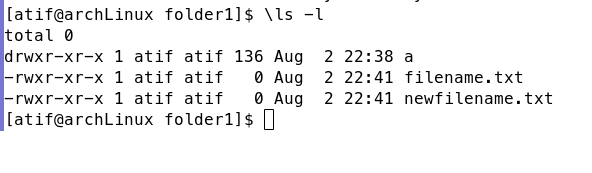 [atif@archLinux folder1]$ \ls -l
total 0
drwxr-xr-x 1 atif atif 136 Aug  2 22:38 a
-rwxr-xr-x 1 atif atif   0 Aug  2 22:41 filename.txt
-rwxr-xr-x 1 atif atif   0 Aug  2 22:41 newfilename.txt
[atif@archLinux folder1]$